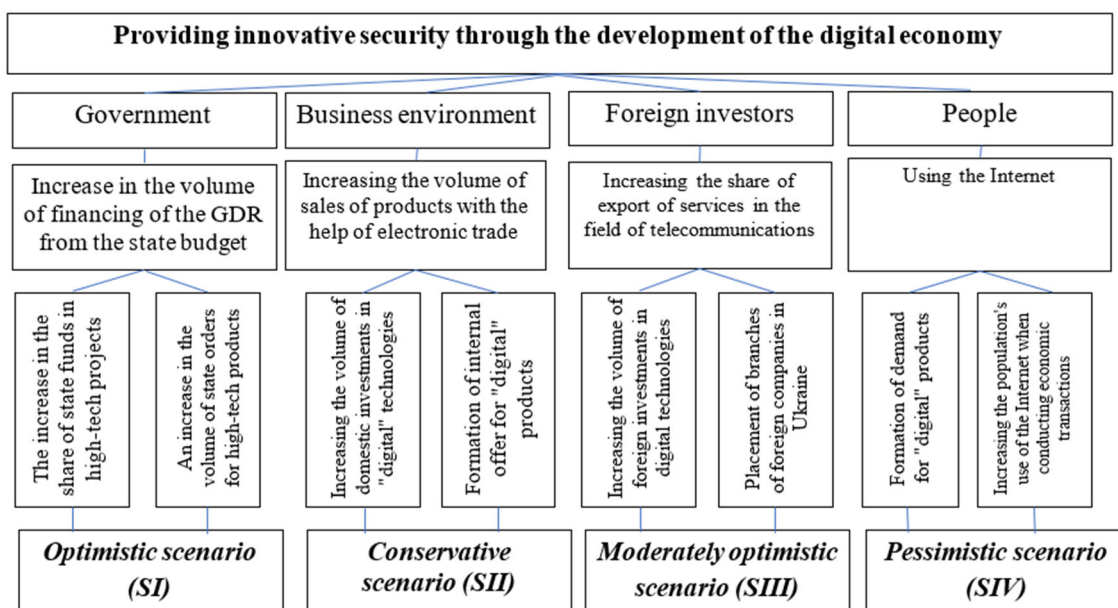 Providing innovative security through the development of the digital economy
Government
Business environment
Foreign investors
People
Increase in the volume
of financing of the GDR
from the state budget
Increasing the volume of
sales of products with the
help of electronic trade
Increasing the share of
export of services in the
field of telecommunications
Using the Internet
The increase in the
share of state funds in
high-tech projects
An increase in the
volume of state orders
for high-tech products
Increasing the volume of
domestic investments in
"digital" technologies
Formation of internal
offer for "digital"
products
Increasing the volume of
foreign investments in
digital technologies
Placement of branches
of foreign companies in
Ukraine
Formation of demand
for "digital" products
Increasing the population's
use of the Internet when
conducting economic
transactions
Optimistic scenario
(SI)
Conservative
scenario (SII)
Moderately optimistic
scenario (SIII)
Pessimistic scenario
(SIV)